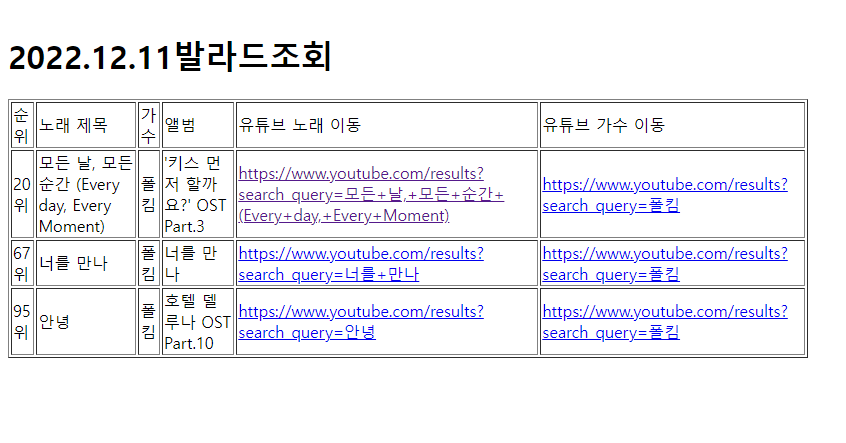 2022.12.11발라드조회
순
위
노래 제목
가
수
앨범
유튜브 노래 이동
유튜브 가수 이동
20
위
모든 날, 모든
순간 (Every
day, Every
Moment)
폴
킴
'키스 먼
저 할까
요?' OST
Part.3
https://www.youtube.com/results?
search_query=모든+날,+모든+순간+
(Every+day,+Every+Moment)
https://www.youtube.com/results?
search_query=폴킴
67
위
너를 만나
폴
킴
너를 만
나
https://www.youtube.com/results?
search_query=너를+만나
https://www.youtube.com/results?
search_query=폴킴
95
위
안녕
폴
킴
호텔 델
루나 OST
Part.10
https://www.youtube.com/results?
search_query=안녕
https://www.youtube.com/results?
search_query=폴킴